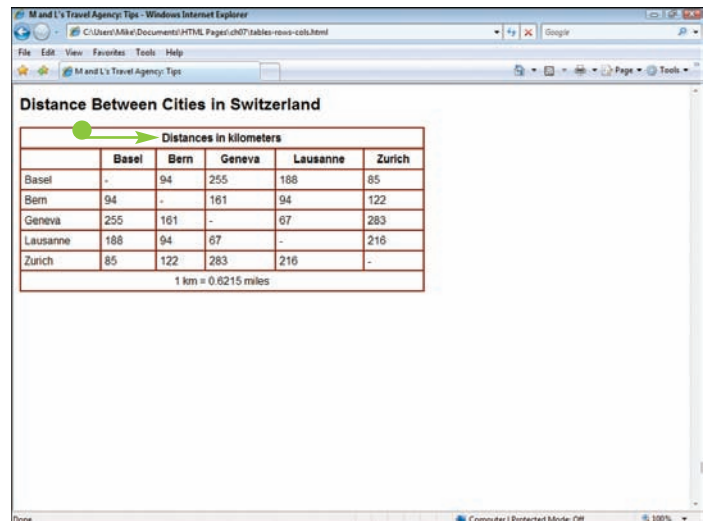 M and L's Travel Agency: Tips - Windows Internet Explorer
C:\Users\Mike\Documents\HTML Pages\ch07\tables-rows-cols.html Google
File Edit View Favorites Tools Help
M and L's Travel Agency: Tips Page Tools
Distance Between Cities in Switzerland
Distances in kilometers
Basel Bern Geneva Lausanne Zurich
Basel - 94 255 188 85
Bern 94 - 161 94 122
Geneva 255 161 - 67 283
Lausanne 188 94 67 - 216
Zurich 85 122 283 216 -
1 km = 0.6215 miles
Done Computer | Protected Mode: Off 100%